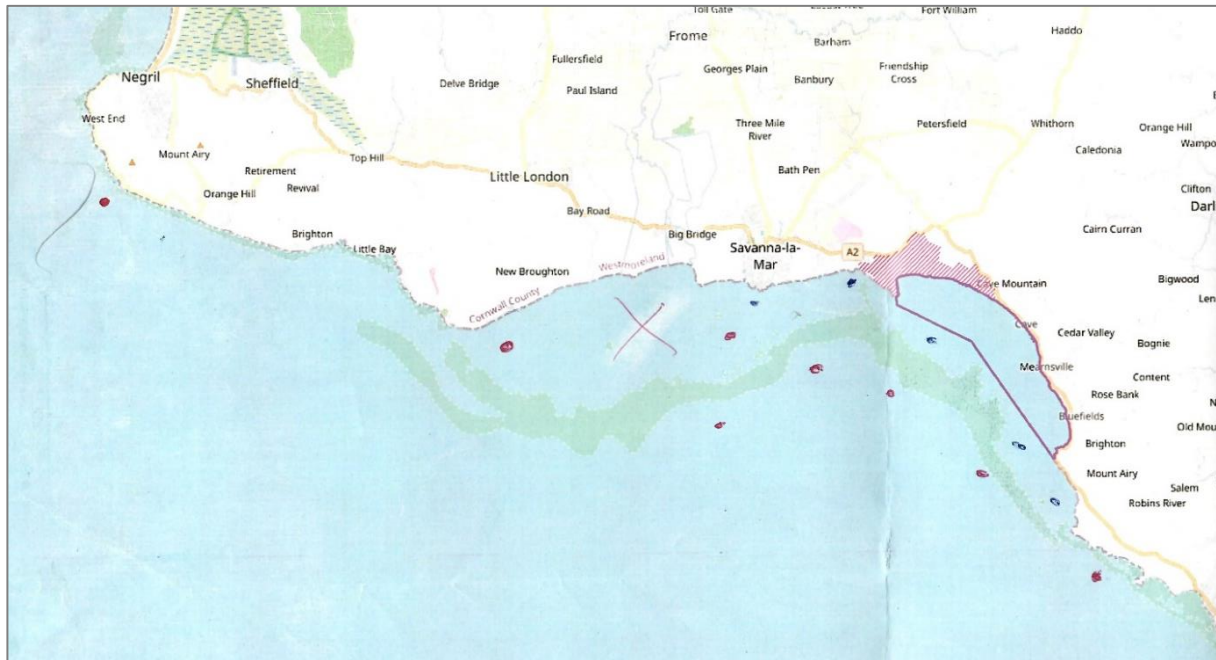 Toll Gate
Fort William
Frome
Haddo
Barham
Fullersfield
Georges Plain
Friendship
Cross
Negril
Sheffield
Delve Bridge
Banbury
Paul Island
West End
Three Mile
River
Petersfield
Whithorn
Orange Hill
Mount Airy
Top Hill
Caledonia
Wampo
Retirement
Little London
Bath Pen
Revival
Orange Hill
Clifton
Darl
Bay Road
Brighton
Big Bridge
Cairn Curran
Little Bay
Savanna-la-
Mar
A2
Westmoreland
New Broughton
Cornwall County
Cave Mountain
Bigwood
Len
Cave
Cedar Valley
Bognie
Mearnsville
Content
Rose Bank
Bluefields
Old Mou
Brighton
Mount Airy
Salem
Robins River